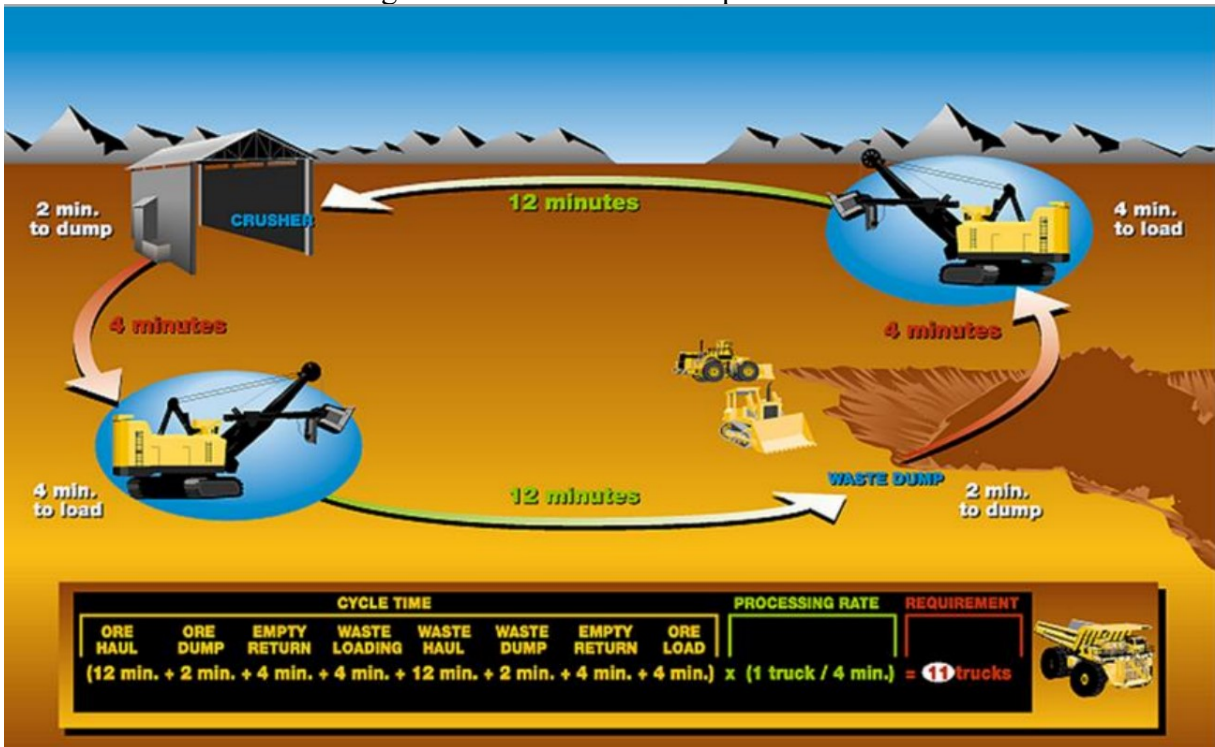 12 minutes
2 min.
to dump
CRUSHER
4 min.
to load
4 minutes
4 minutes
4 min.
to load
12 minutes
WASTE DUMP
2 min.
to dump
CYCLE TIME
PROCESSING RATE
REQUIREMENT
ORE HAUL
ORE DUMP
EMPTY RETURN
WASTE LOADING
WASTE HAUL
WASTE DUMP
EMPTY RETURN
ORE LOAD
(12 min. + 2 min. + 4 min. + 4 min. + 12 min. + 2 min. + 4 min. + 4 min.) x (1 truck / 4 min.) = 11 trucks